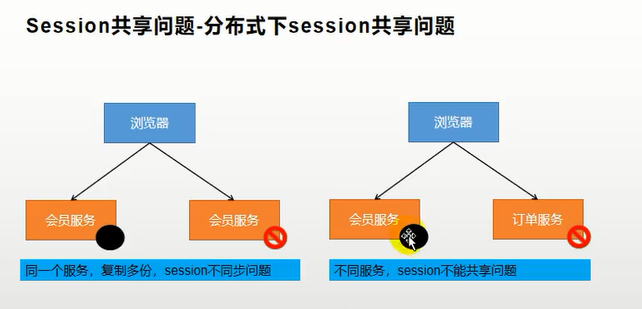 Session共享问题-分布式下session共享问题
浏览器
浏览器
会员服务
会员服务
会员服务
订单服务
同一个服务，复制多份，session不同步问题
不同服务，session不能共享问题